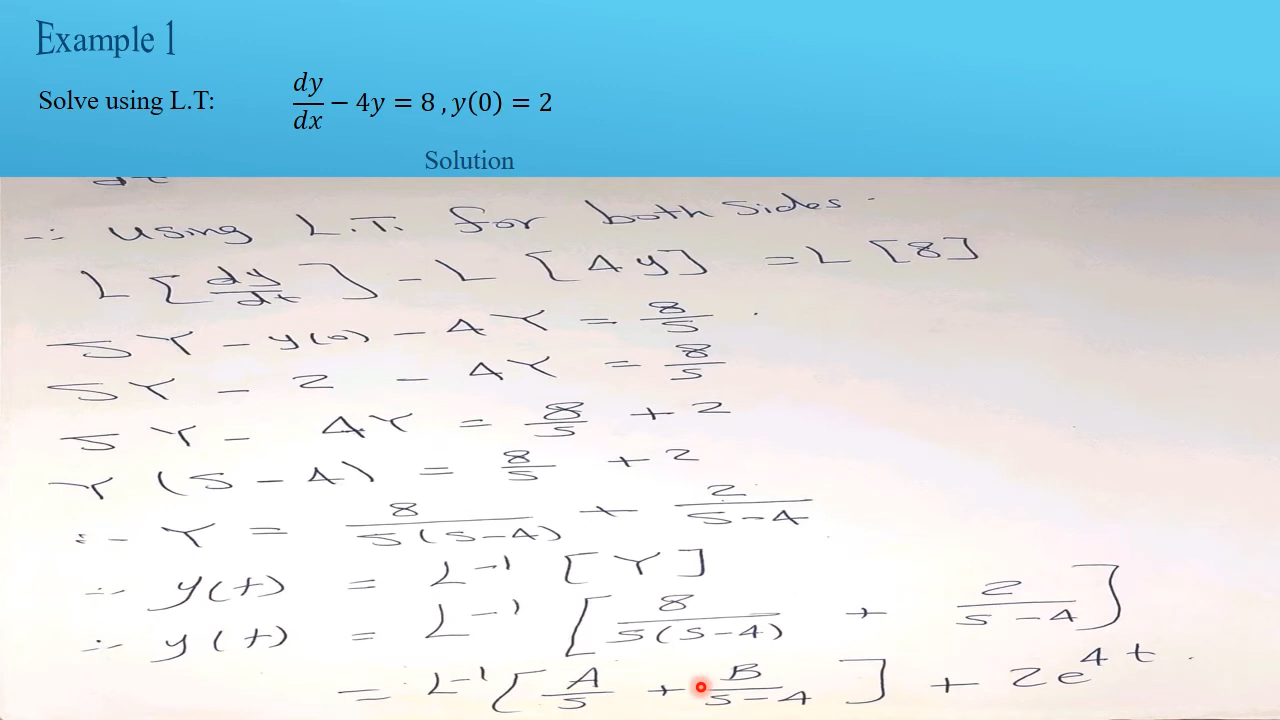 Example 1
Solve using L.T: dy/dx − 4y = 8 , y(0) = 2
Solution
∴ Using L.T. for both sides.
L [dy/dt] - L [4y] = L [8]
SY - y(0) - 4Y = 8/s
SY - 2 - 4Y = 8/s
SY - 4Y = 8/s + 2
Y (s - 4) = 8/s + 2
∴ Y = 8/s(s-4) + 2/s-4
∴ y(t) = L⁻¹ [Y]
∴ y(t) = L⁻¹ [8/s(s-4) + 2/s-4]
= L⁻¹ [A/s + B/s-4] + 2e^4t